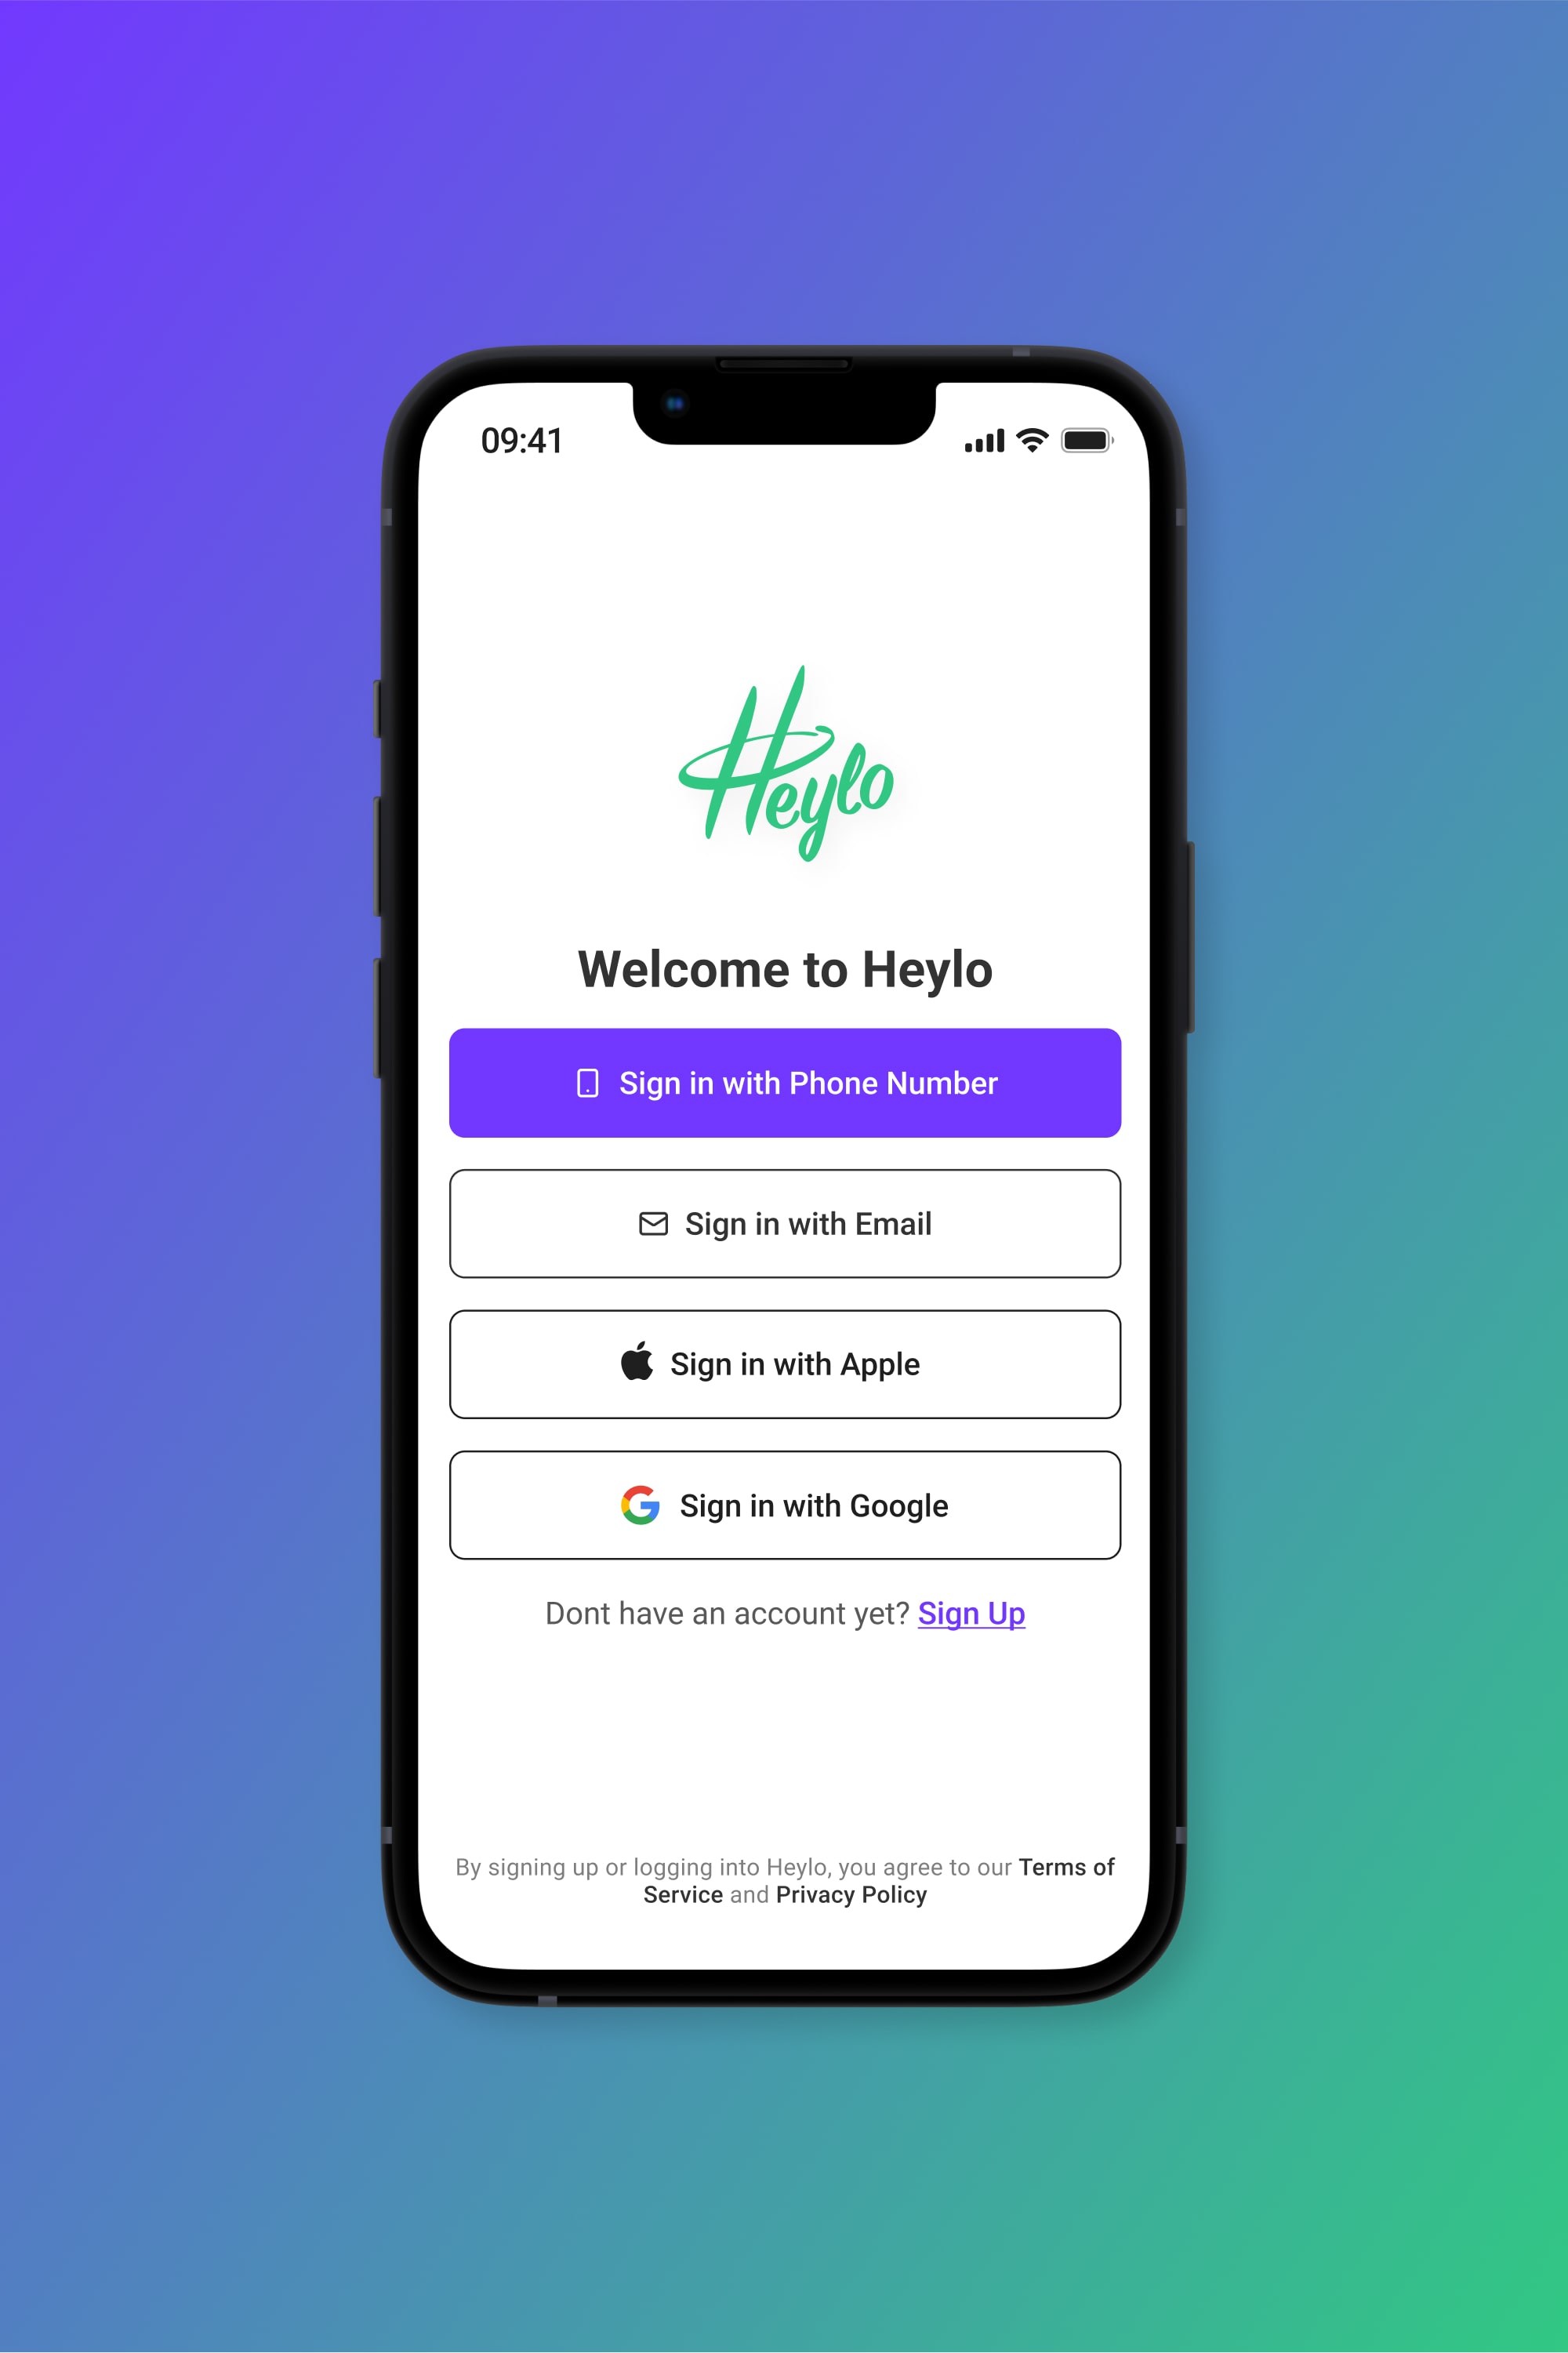 09:41
Heylo
Welcome to Heylo
Sign in with Phone Number
Sign in with Email
Sign in with Apple
Sign in with Google
Dont have an account yet? Sign Up
By signing up or logging into Heylo, you agree to our Terms of
Service and Privacy Policy